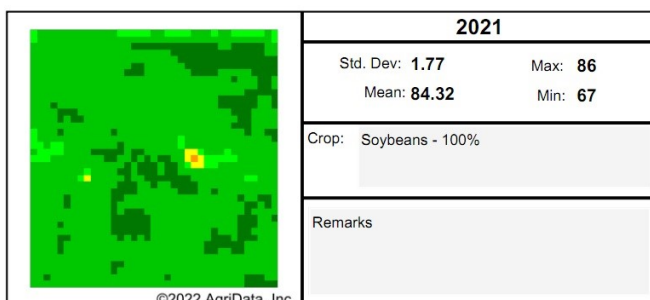 2021
Std. Dev: 1.77 Max: 86
Mean: 84.32 Min: 67
Crop: Soybeans - 100%
Remarks
©2022 AgriData, Inc.